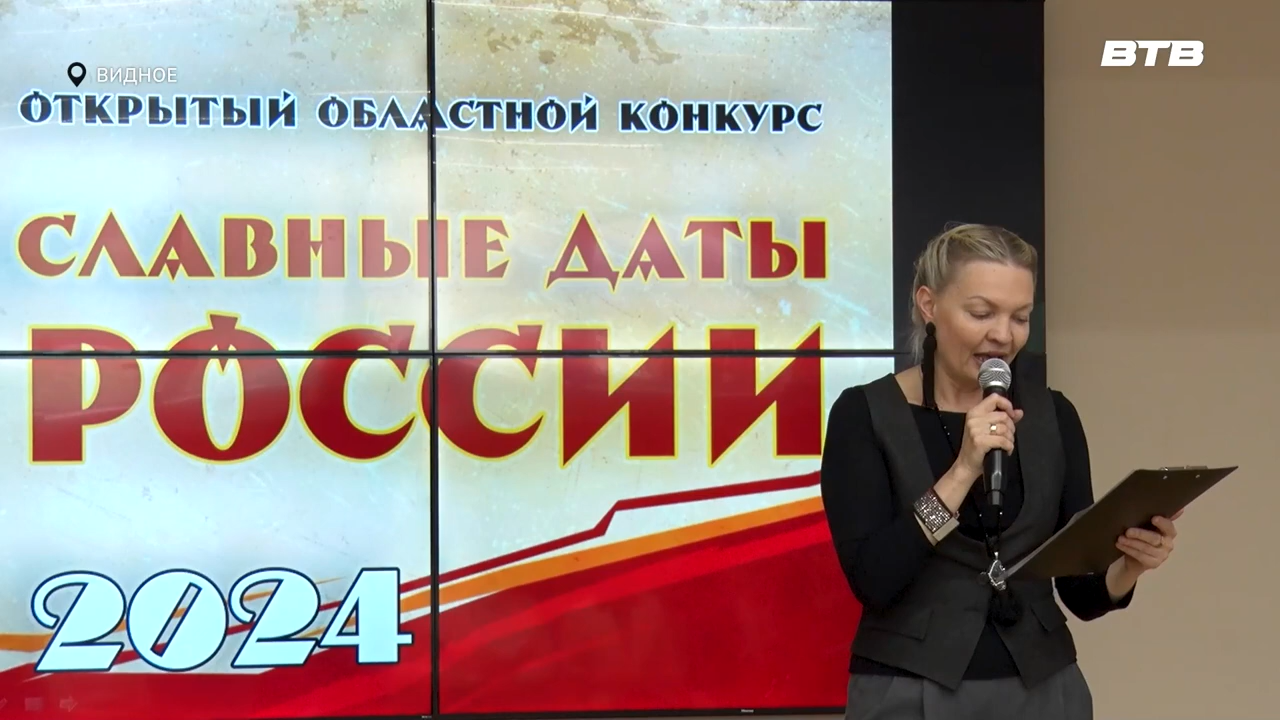 ВТВ
ВИДНОЕ
ОТКРЫТЫЙ ОБЛАСТНОЙ КОНКУРС
СЛАВНЫЕ ДАТЫ
РОССИИ
2024